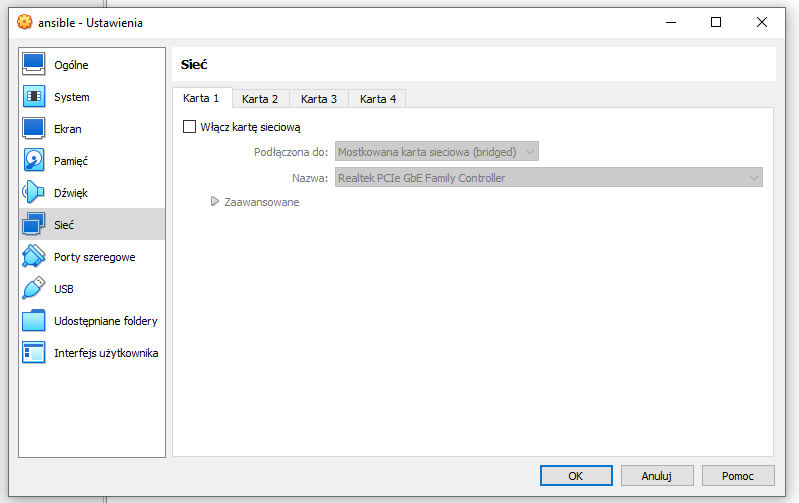 ansible - Ustawienia
Ogólne
System
Ekran
Pamięć
Dźwięk
Sieć
Porty szeregowe
USB
Udostępniane foldery
Interfejs użytkownika
Sieć
Karta 1 Karta 2 Karta 3 Karta 4
Włącz kartę sieciową
Podłączona do: Mostkowana karta sieciowa (bridged)
Nazwa: Realtek PCIe GbE Family Controller
Zaawansowane
OK Anuluj Pomoc